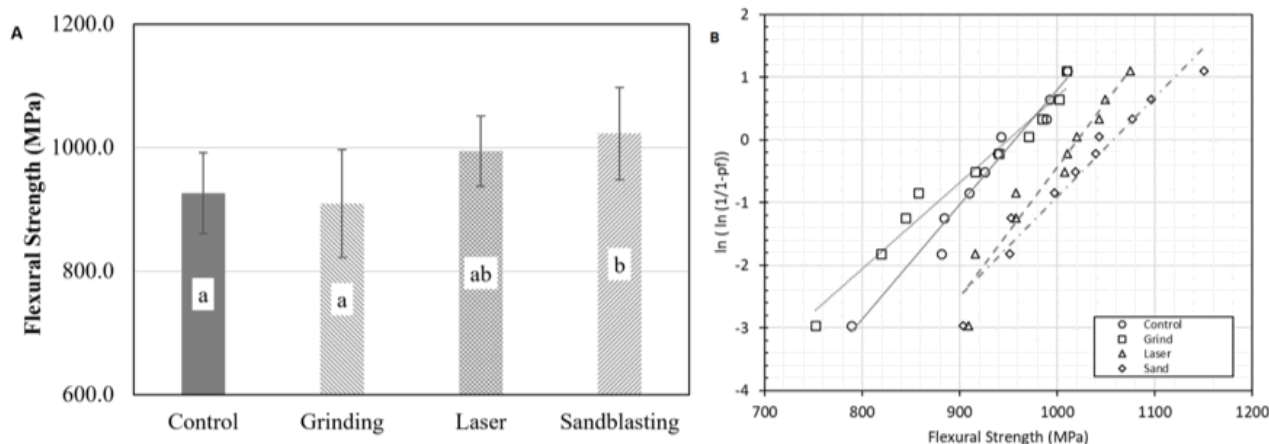 A
Flexural Strength (MPa)
1200.0
1000.0
800.0
600.0
a
a
ab
b
Control
Grinding
Laser
Sandblasting
B
ln ( ln (1/1-pf))
2
1
0
-1
-2
-3
-4
700
800
900
1000
1100
1200
Flexural Strength (MPa)
Control
Grind
Laser
Sand